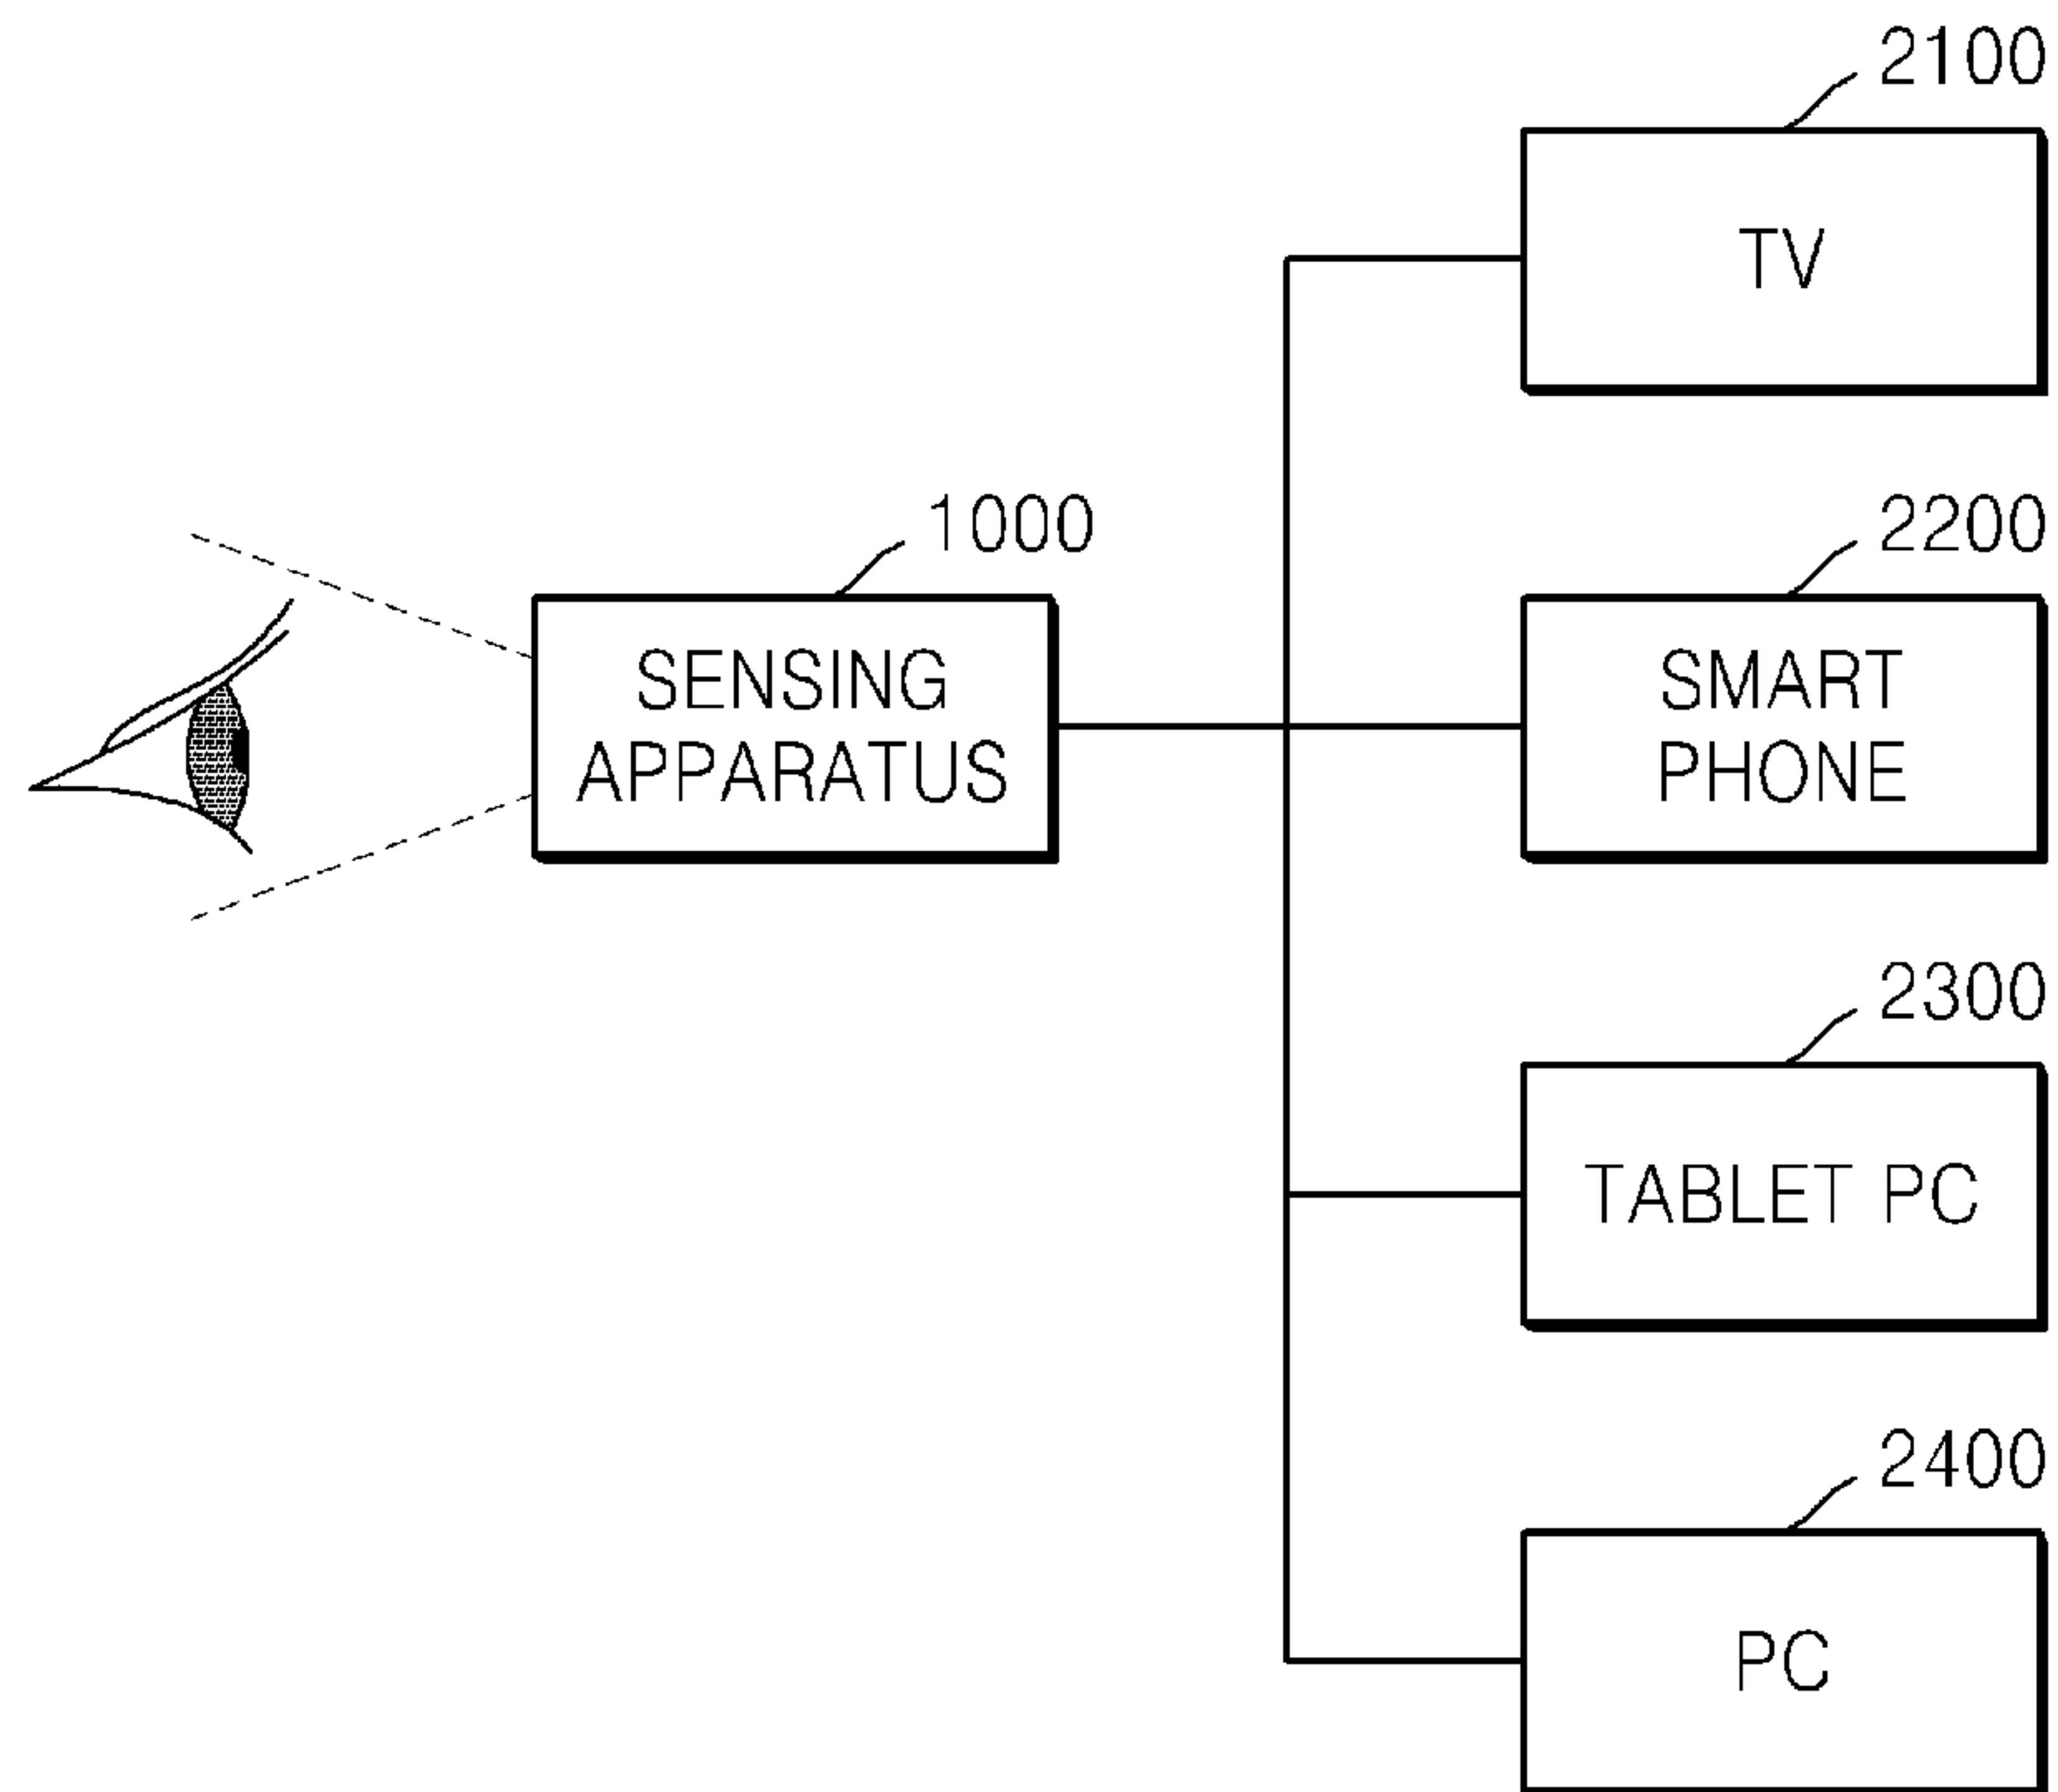 2100
TV
1000
SENSING
APPARATUS
2200
SMART
PHONE
2300
TABLET PC
2400
PC